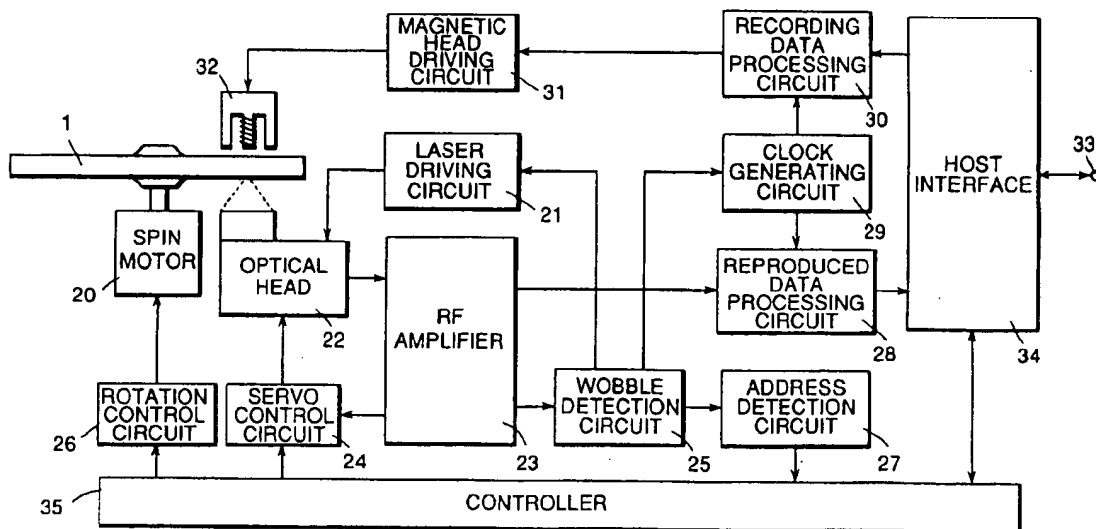 MAGNETIC
HEAD
DRIVING
CIRCUIT
31
RECORDING
DATA
PROCESSING
CIRCUIT
30
32
1
LASER
DRIVING
CIRCUIT
21
CLOCK
GENERATING
CIRCUIT
29
HOST
INTERFACE
34
33
SPIN
MOTOR
20
OPTICAL
HEAD
22
RF
AMPLIFIER
23
REPRODUCED
DATA
PROCESSING
CIRCUIT
28
ROTATION
CONTROL
CIRCUIT
26
SERVO
CONTROL
CIRCUIT
24
WOBBLE
DETECTION
CIRCUIT
25
ADDRESS
DETECTION
CIRCUIT
27
35
CONTROLLER